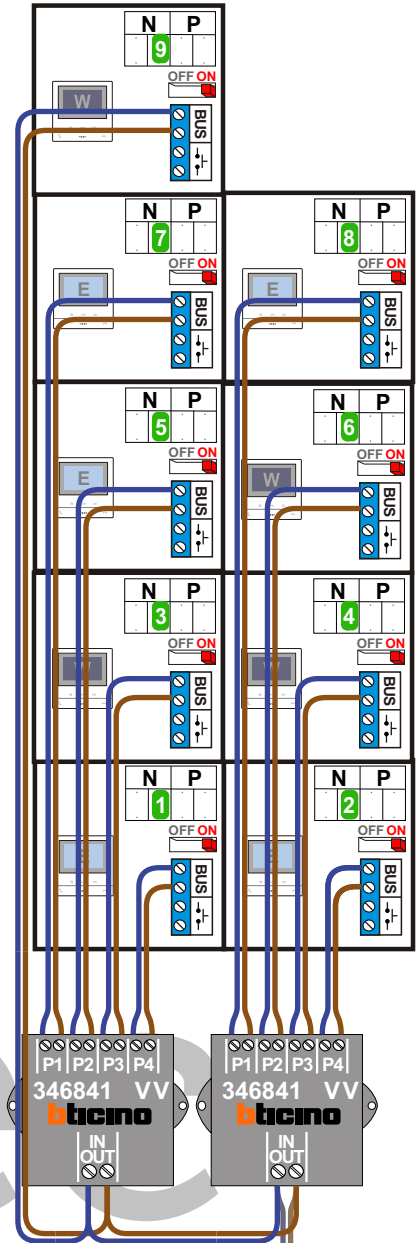 N P
9
OFF ON
W
BUS
N P
7
OFF ON
E
BUS
N P
8
OFF ON
E
BUS
N P
5
OFF ON
E
BUS
N P
6
OFF ON
W
BUS
N P
3
OFF ON
W
BUS
N P
4
OFF ON
W
BUS
N P
1
OFF ON
E
BUS
N P
2
OFF ON
E
BUS
P1 P2 P3 P4
346841 VV
bticino
IN
OUT
P1 P2 P3 P4
346841 VV
bticino
IN
OUT